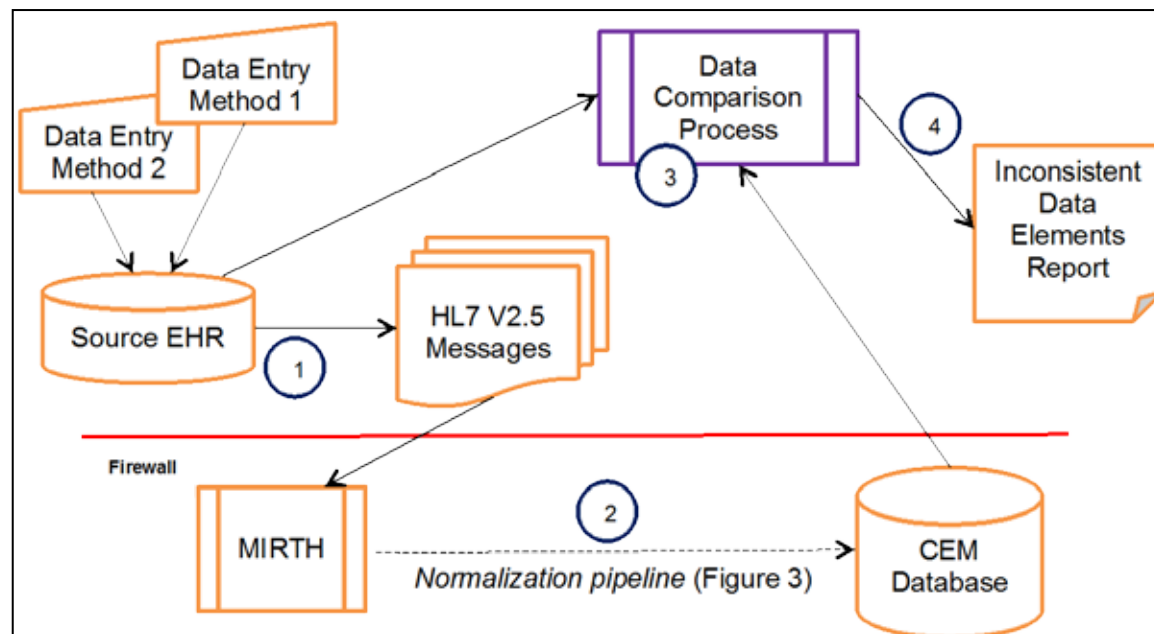 Data Entry
Method 1
Data Entry
Method 2
Data
Comparison
Process
3
4
Inconsistent
Data
Elements
Report
Source EHR
1
HL7 V2.5
Messages
Firewall
MIRTH
2
Normalization pipeline (Figure 3)
CEM
Database